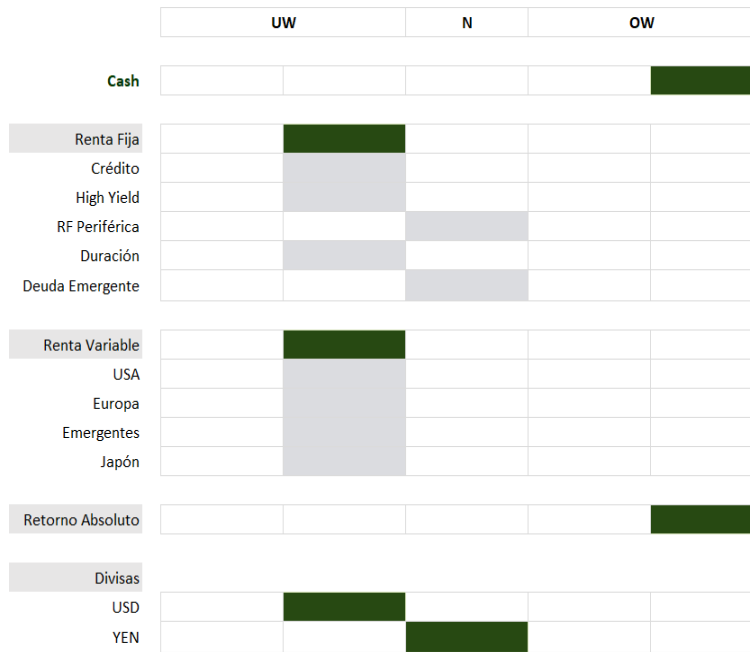 UW N OW
Cash
Renta Fija
Crédito
High Yield
RF Periférica
Duración
Deuda Emergente
Renta Variable
USA
Europa
Emergentes
Japón
Retorno Absoluto
Divisas
USD
YEN